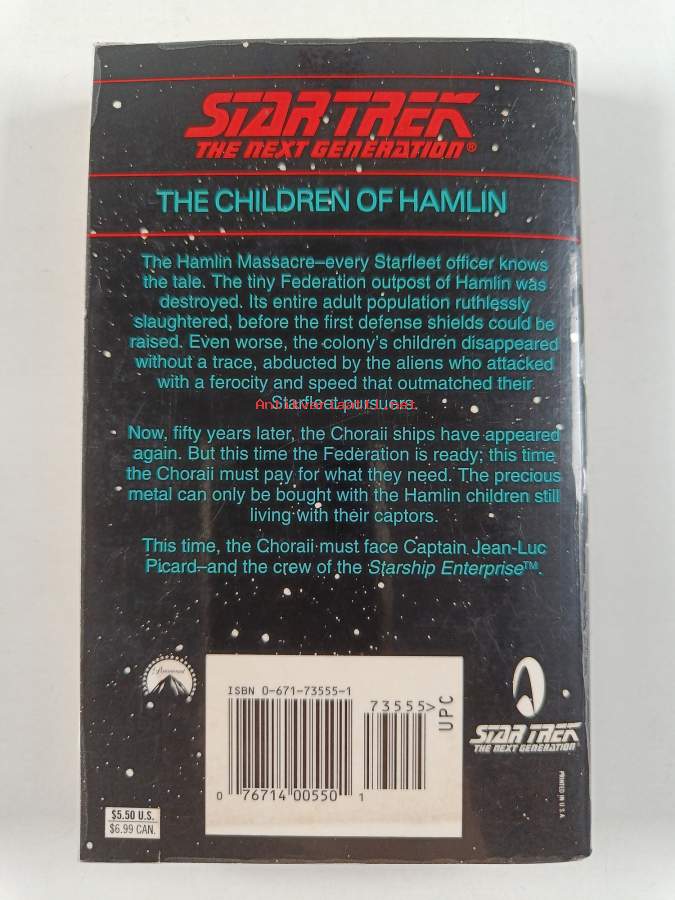 STAR TREK
THE NEXT GENERATION®
THE CHILDREN OF HAMLIN
The Hamlin Massacre–every Starfleet officer knows
the tale. The tiny Federation outpost of Hamlin was
destroyed. Its entire adult population ruthlessly
slaughtered, before the first defense shields could be
raised. Even worse, the colony's children disappeared
without a trace, abducted by the aliens who attacked
with a ferocity and speed that outmatched their
Starfleet pursuers.
Now, fifty years later, the Choraii ships have appeared
again. But this time the Federation is ready; this time
the Choraii must pay for what they need. The precious
metal can only be bought with the Hamlin children still
living with their captors.
This time, the Choraii must face Captain Jean-Luc
Picard–and the crew of the Starship Enterprise™.
Paramount
ISBN 0-671-73555-1
73555>
UPC
0 76714 00550 1
STAR TREK
THE NEXT GENERATION
PRINTED IN U.S.A
$5.50 U.S.
$6.99 CAN.